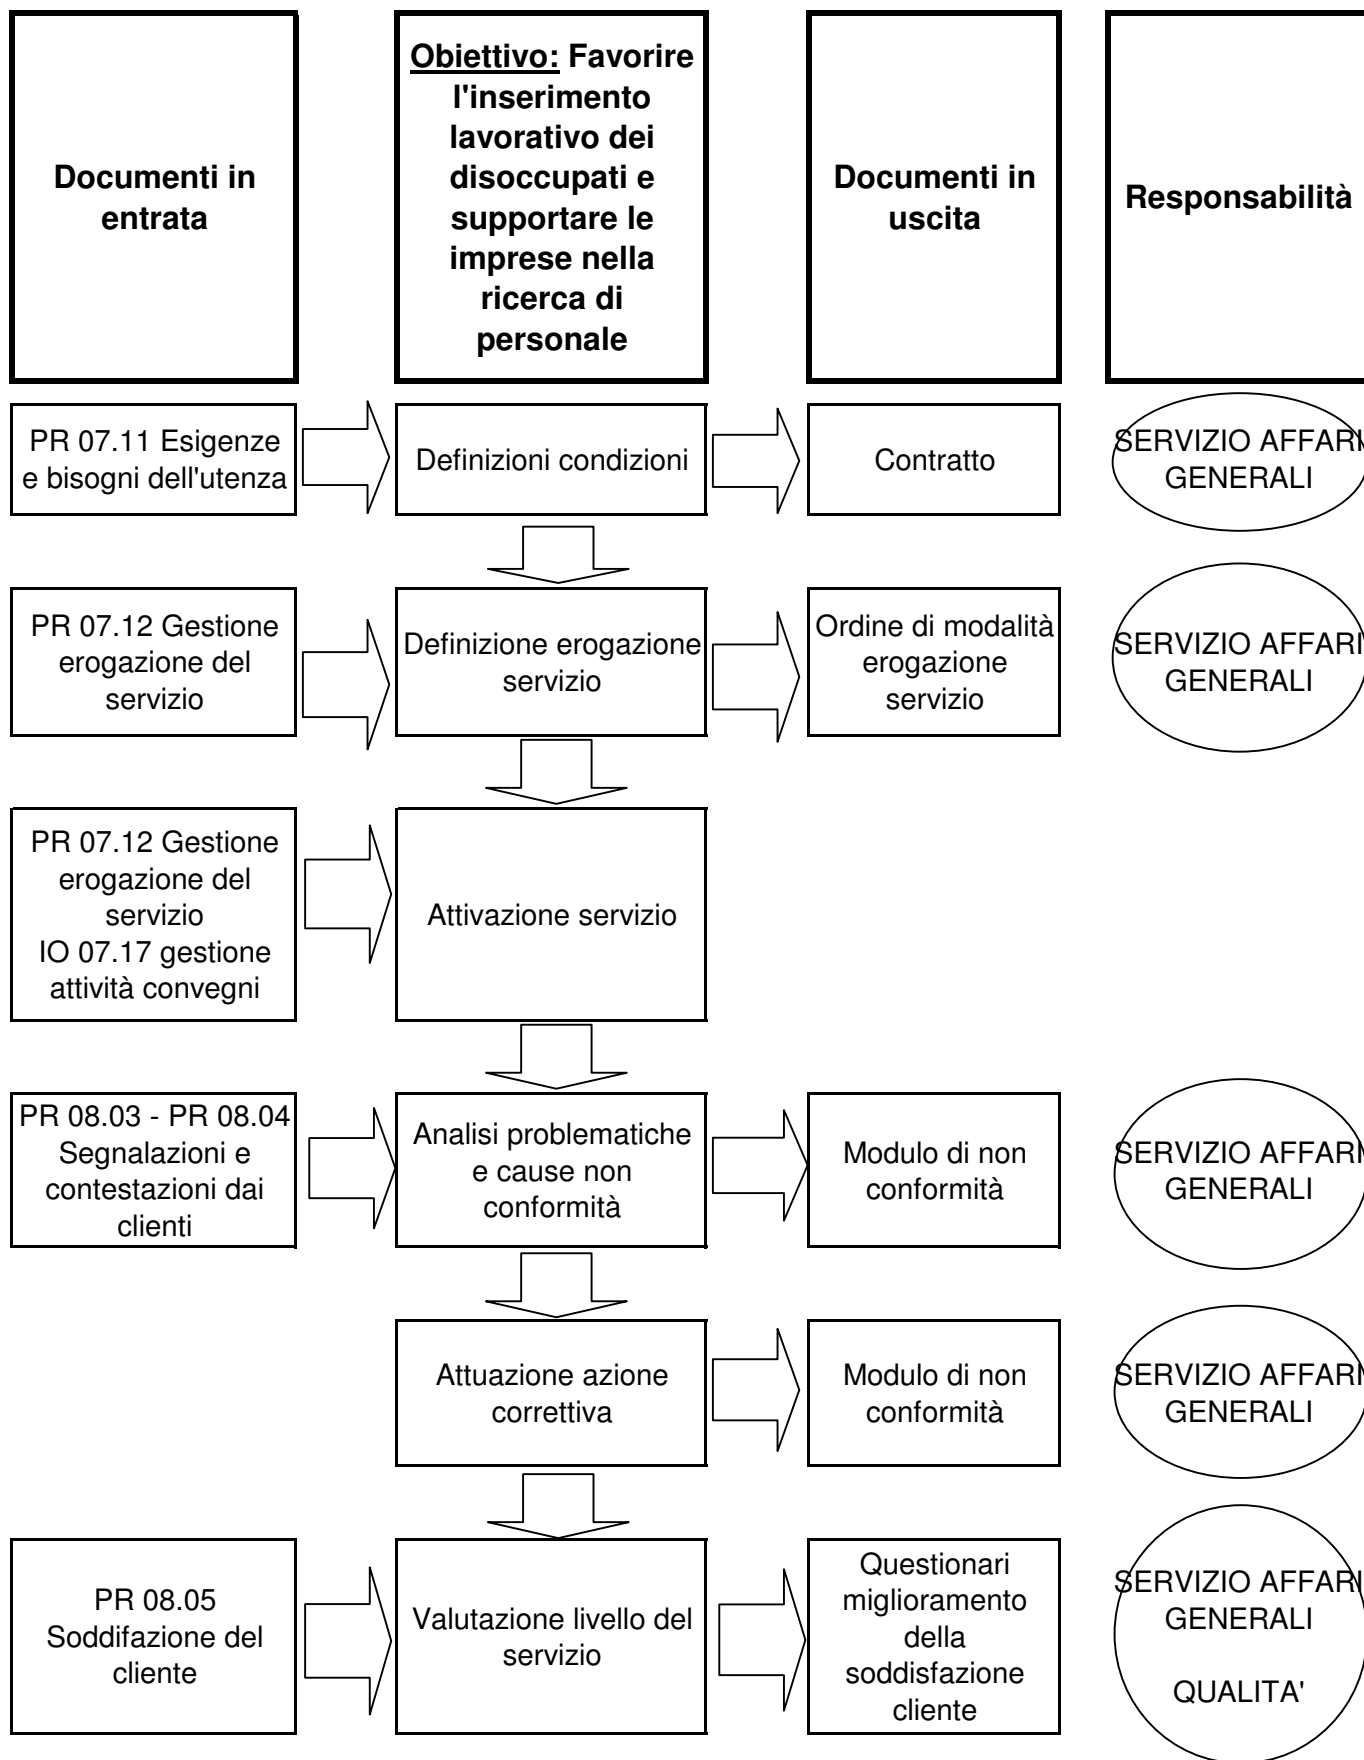 Documenti in
entrata
Obiettivo: Favorire
l'inserimento
lavorativo dei
disoccupati e
supportare le
imprese nella
ricerca di
personale
Documenti in
uscita
Responsabilità
PR 07.11 Esigenze
e bisogni dell'utenza
Definizioni condizioni
Contratto
SERVIZIO AFFARI
GENERALI
PR 07.12 Gestione
erogazione del
servizio
Definizione erogazione
servizio
Ordine di modalità
erogazione
servizio
SERVIZIO AFFARI
GENERALI
PR 07.12 Gestione
erogazione del
servizio
IO 07.17 gestione
attività convegni
Attivazione servizio
PR 08.03 - PR 08.04
Segnalazioni e
contestazioni dai
clienti
Analisi problematiche
e cause non
conformità
Modulo di non
conformità
SERVIZIO AFFARI
GENERALI
Attuazione azione
correttiva
Modulo di non
conformità
SERVIZIO AFFARI
GENERALI
PR 08.05
Soddifazione del
cliente
Valutazione livello del
servizio
Questionari
miglioramento
della
soddisfazione
cliente
SERVIZIO AFFARI
GENERALI
QUALITA'